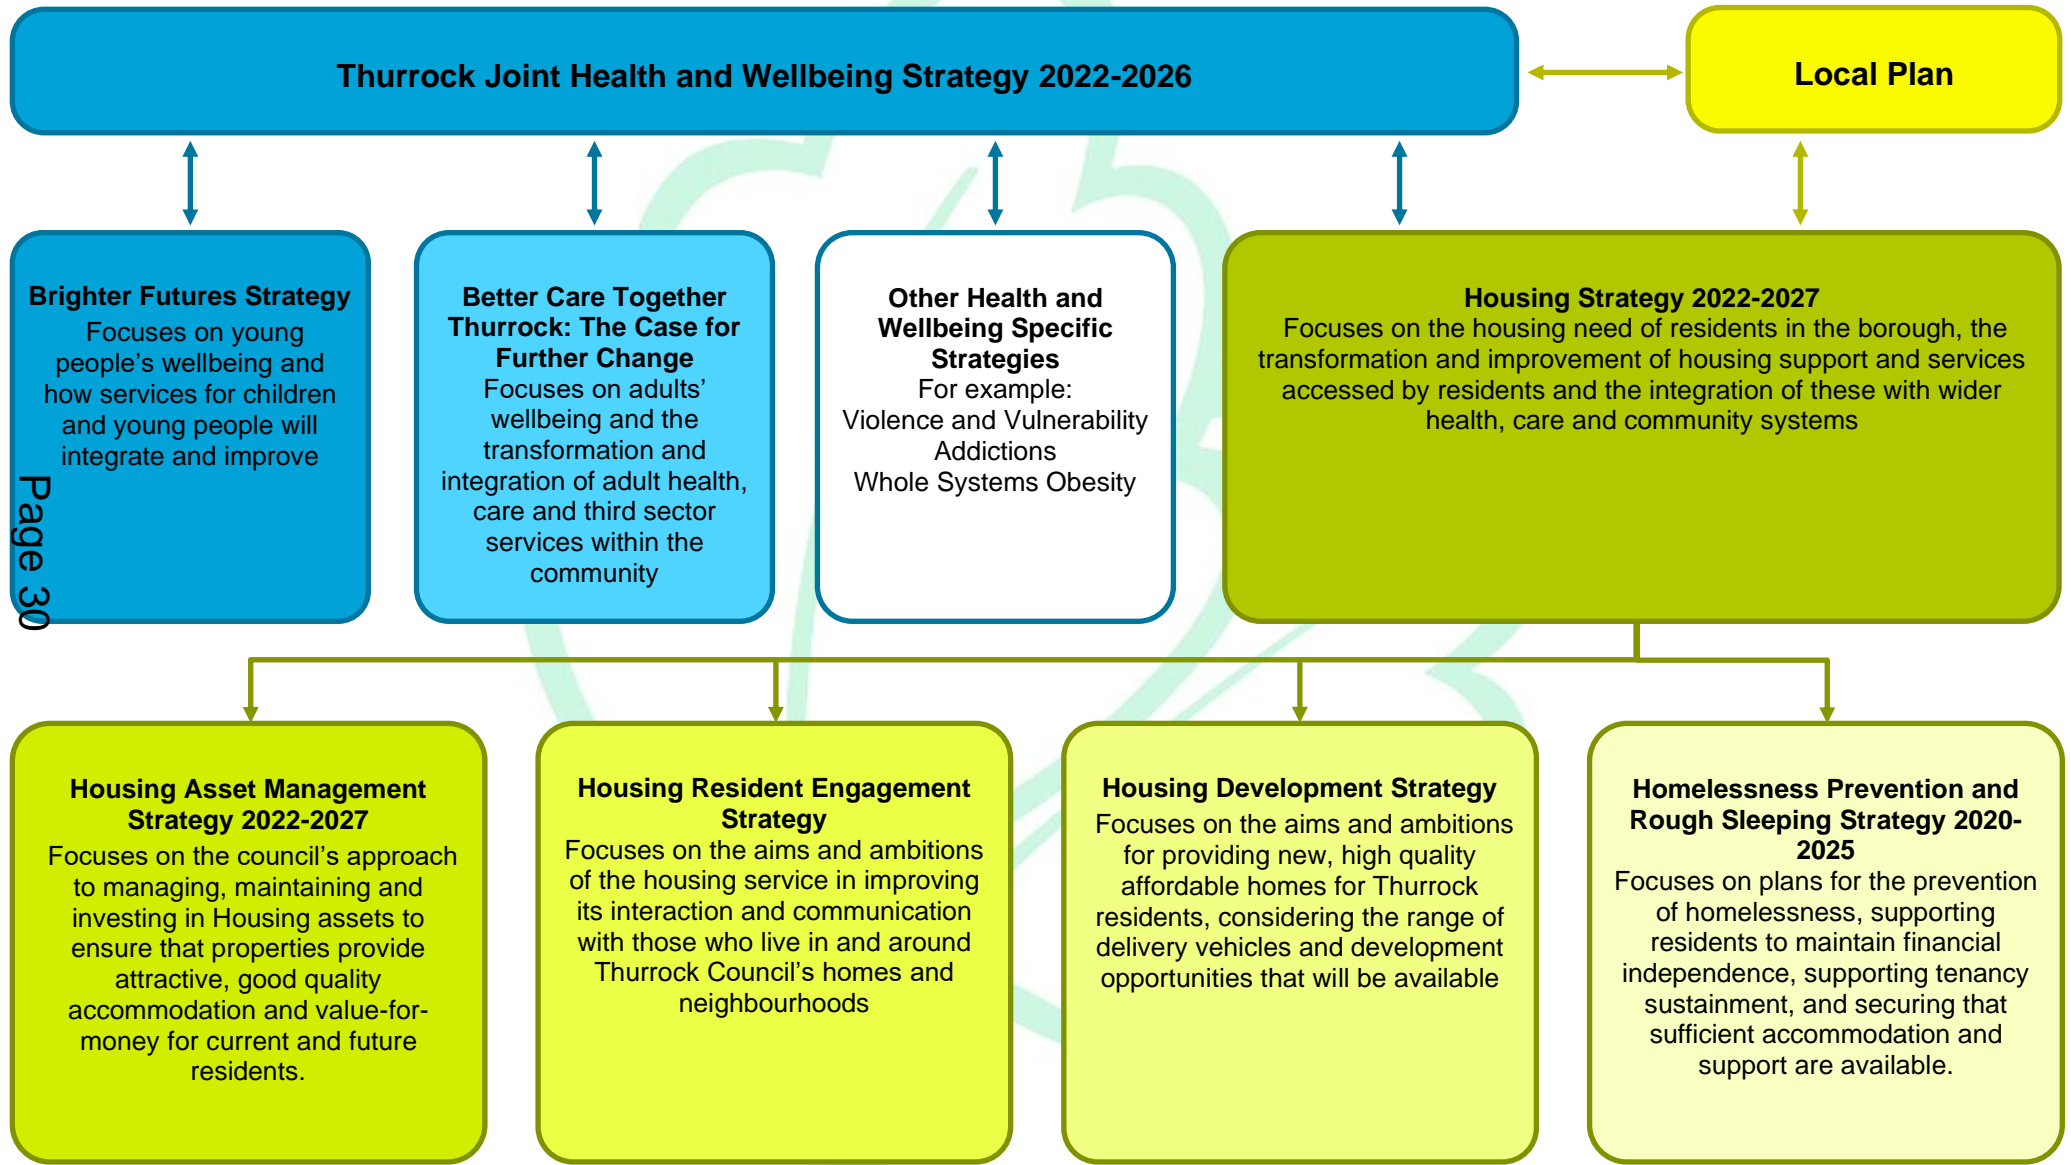 Thurrock Joint Health and Wellbeing Strategy 2022-2026
Local Plan
Brighter Futures Strategy
Focuses on young
people’s wellbeing and
how services for children
and young people will
integrate and improve
Better Care Together
Thurrock: The Case for
Further Change
Focuses on adults’
wellbeing and the
transformation and
integration of adult health,
care and third sector
services within the
community
Other Health and
Wellbeing Specific
Strategies
For example:
Violence and Vulnerability
Addictions
Whole Systems Obesity
Housing Strategy 2022-2027
Focuses on the housing need of residents in the borough, the
transformation and improvement of housing support and services
accessed by residents and the integration of these with wider
health, care and community systems
Page 30
Housing Asset Management
Strategy 2022-2027
Focuses on the council’s approach
to managing, maintaining and
investing in Housing assets to
ensure that properties provide
attractive, good quality
accommodation and value-for-
money for current and future
residents.
Housing Resident Engagement
Strategy
Focuses on the aims and ambitions
of the housing service in improving
its interaction and communication
with those who live in and around
Thurrock Council’s homes and
neighbourhoods
Housing Development Strategy
Focuses on the aims and ambitions
for providing new, high quality
affordable homes for Thurrock
residents, considering the range of
delivery vehicles and development
opportunities that will be available
Homelessness Prevention and
Rough Sleeping Strategy 2020-
2025
Focuses on plans for the prevention
of homelessness, supporting
residents to maintain financial
independence, supporting tenancy
sustainment, and securing that
sufficient accommodation and
support are available.